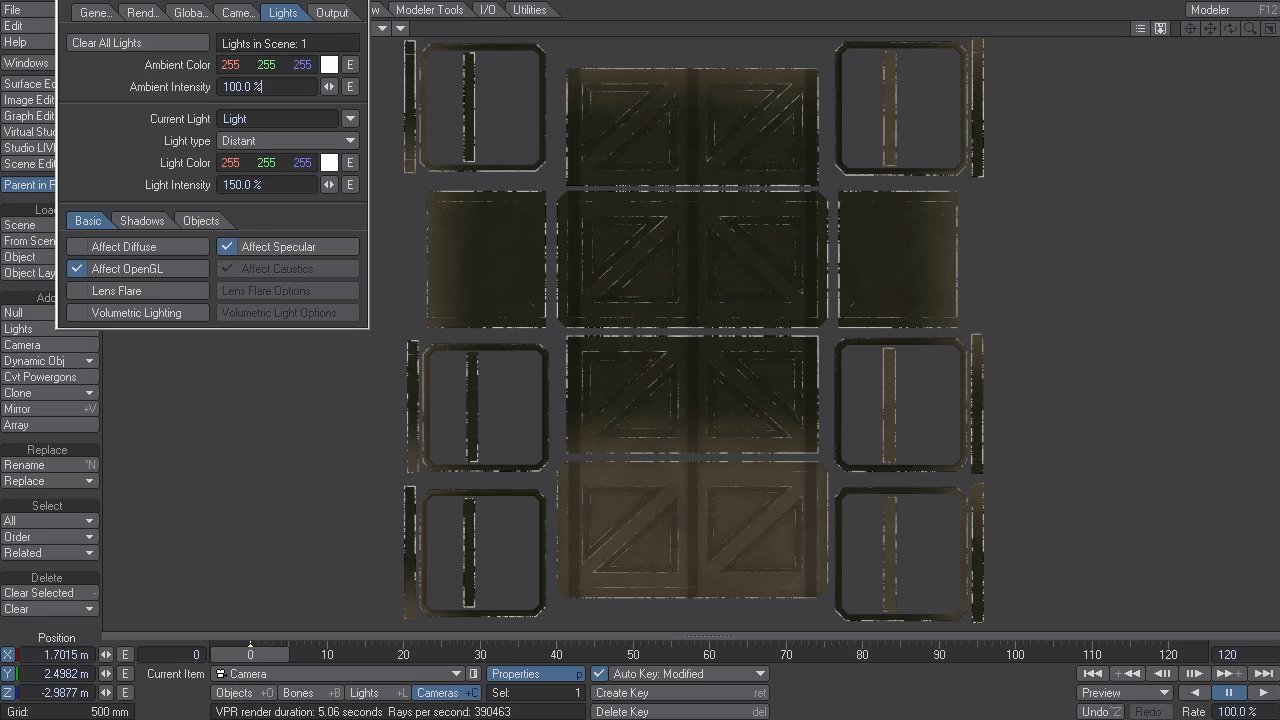 File
Edit
Help
Windows
Surface Ed
Image Edit
Graph Edit
Virtual Stu
Studio LIVE
Scene Edit
Parent in P
Load
Scene
From Scen
Object
Object Lay
Add
Null
Lights
Camera
Dynamic Obj
Cvt Powergons
Clone
Mirror +V
Array
Replace
Rename ^N
Replace
Select
All
Order
Related
Delete
Clear Selected -
Clear
Gene... Rend... Globa... Came... Lights Output
Clear All Lights Lights in Scene: 1
Ambient Color 255 255 255 E
Ambient Intensity 100.0 % E
Current Light Light
Light type Distant
Light Color 255 255 255 E
Light Intensity 150.0 % E
Basic Shadows Objects
Affect Diffuse Affect Specular
Affect OpenGL Affect Caustics
Lens Flare Lens Flare Options
Volumetric Lighting Volumetric Light Options
w Modeler Tools I/O Utilities
Modeler F12
Position
X 1.7015 m E
Y 2.4982 m E
Z -2.9877 m E
Grid: 500 mm
0 0 10 20 30 40 50 60 70 80 90 100 110 120 120
Current Item Camera Properties p Auto Key: Modified
Objects +O Bones +B Lights +L Cameras +C Sel: 1 Create Key ret
VPR render duration: 5.06 seconds Rays per second: 390463 Delete Key del
Preview
Undo ^Z Redo Z Rate 100.0 %